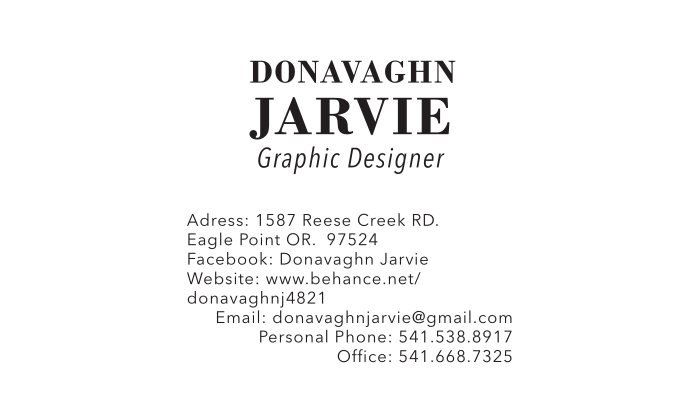 DONAVAGHN
JARVIE
Graphic Designer
Adress: 1587 Reese Creek RD.
Eagle Point OR.  97524
Facebook: Donavaghn Jarvie
Website: www.behance.net/
donavaghnj4821
Email: donavaghnjarvie@gmail.com
Personal Phone: 541.538.8917
Office: 541.668.7325